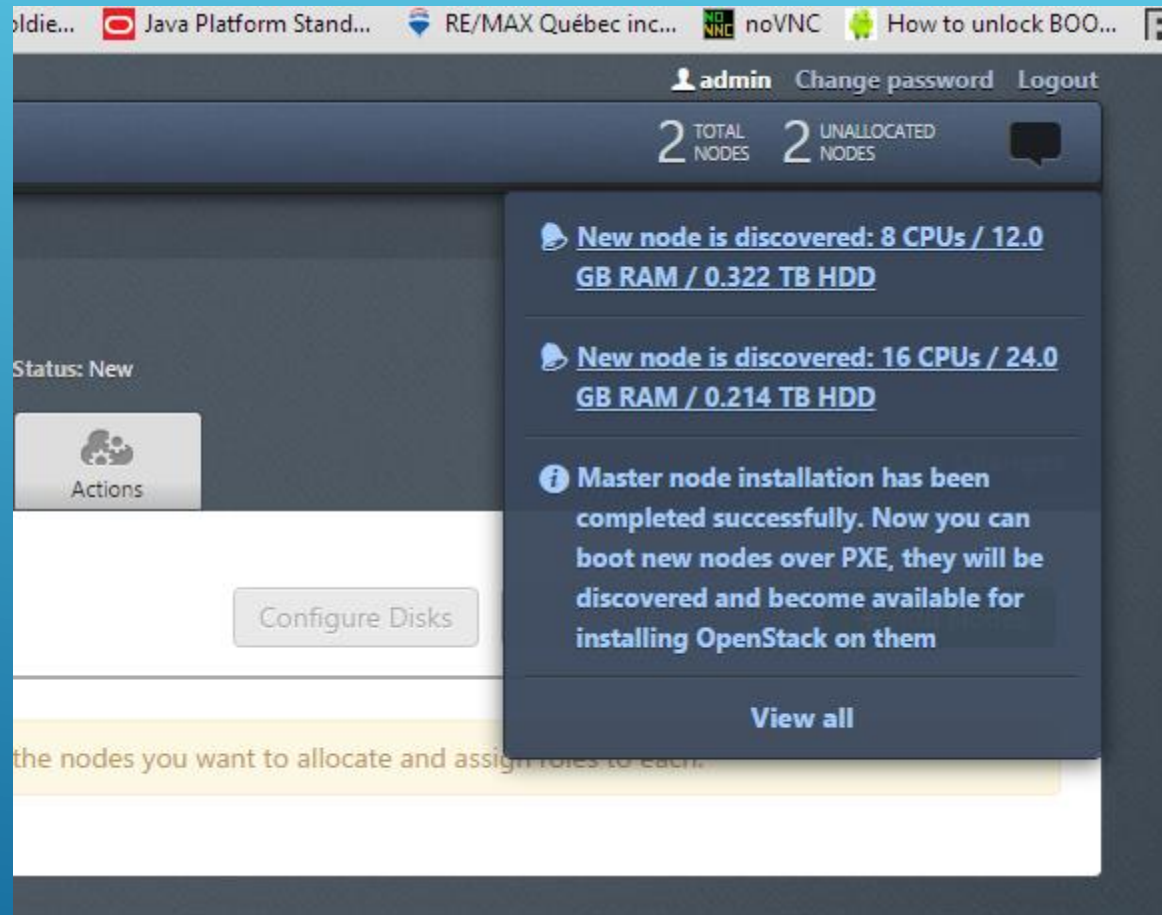 oldie... Java Platform Stand... RE/MAX Québec inc... noVNC How to unlock BOO...
admin Change password Logout
2 TOTAL NODES 2 UNALLOCATED NODES
New node is discovered: 8 CPUs / 12.0
GB RAM / 0.322 TB HDD
New node is discovered: 16 CPUs / 24.0
GB RAM / 0.214 TB HDD
Status: New
Actions
Master node installation has been
completed successfully. Now you can
boot new nodes over PXE, they will be
discovered and become available for
installing OpenStack on them
Configure Disks
View all
the nodes you want to allocate and assign roles to each.